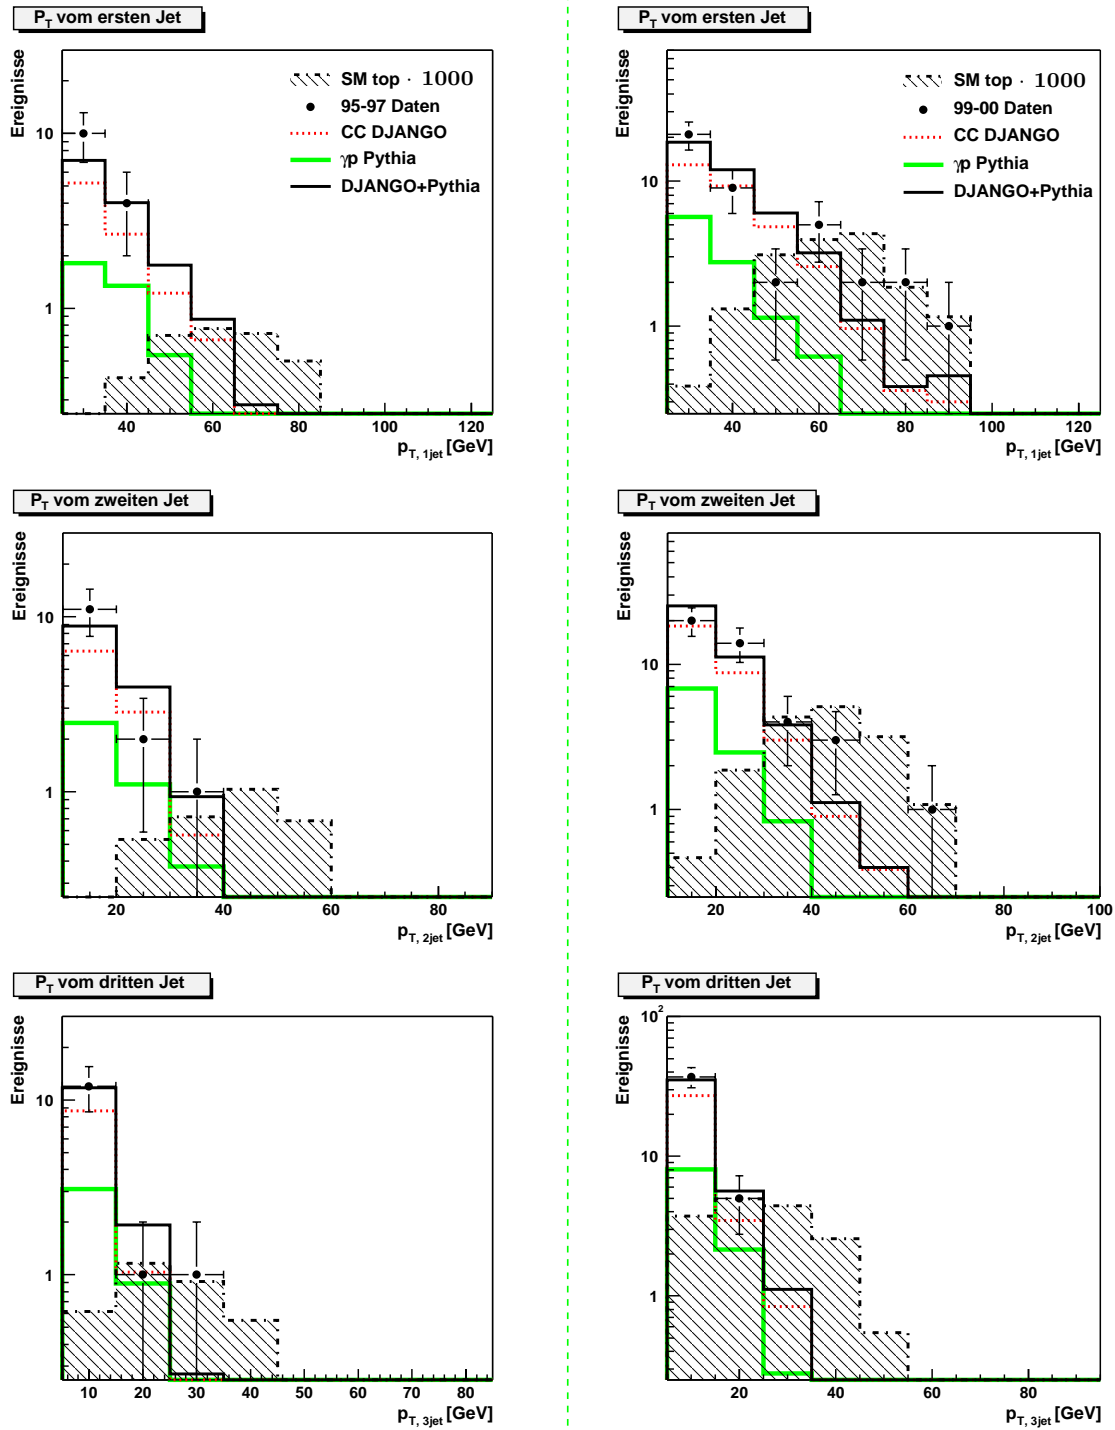 P_T vom ersten Jet
Ereignisse
SM top · 1000
95-97 Daten
CC DJANGO
γp Pythia
DJANGO+Pythia
10
1
40 60 80 100 120
p_T, 1jet [GeV]
P_T vom ersten Jet
Ereignisse
SM top · 1000
99-00 Daten
CC DJANGO
γp Pythia
DJANGO+Pythia
10
1
40 60 80 100 120
p_T, 1jet [GeV]
P_T vom zweiten Jet
Ereignisse
10
1
20 40 60 80
p_T, 2jet [GeV]
P_T vom zweiten Jet
Ereignisse
10
1
20 40 60 80 100
p_T, 2jet [GeV]
P_T vom dritten Jet
Ereignisse
10
1
10 20 30 40 50 60 70 80
p_T, 3jet [GeV]
P_T vom dritten Jet
Ereignisse
10²
10
1
20 40 60 80
p_T, 3jet [GeV]